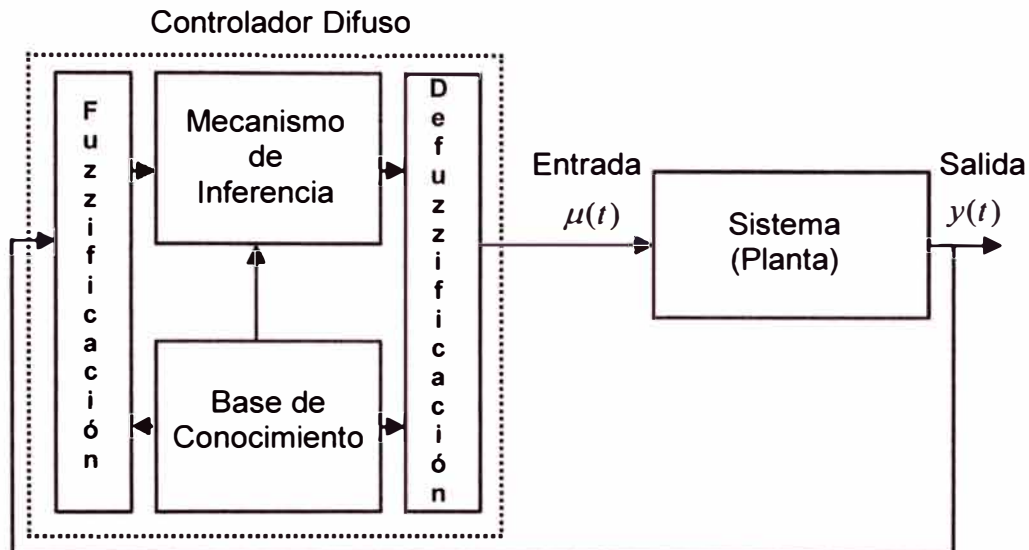 Controlador Difuso
Fuzzificación
Mecanismo
de
Inferencia
Base de
Conocimiento
Defuzzificación
Entrada
μ(t)
Sistema
(Planta)
Salida
y(t)